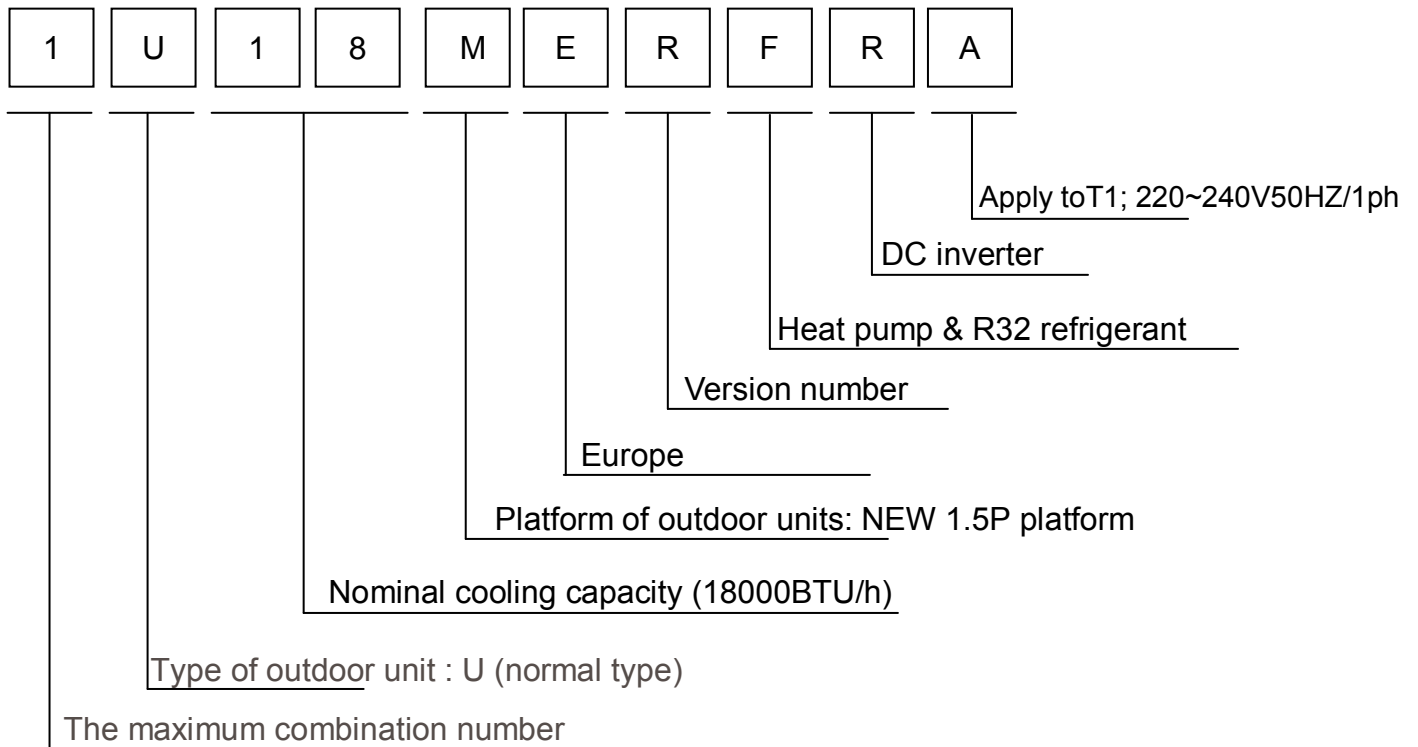 1 U 1 8 M E R F R A
Apply toT1; 220~240V50HZ/1ph
DC inverter
Heat pump & R32 refrigerant
Version number
Europe
Platform of outdoor units: NEW 1.5P platform
Nominal cooling capacity (18000BTU/h)
Type of outdoor unit : U (normal type)
The maximum combination number